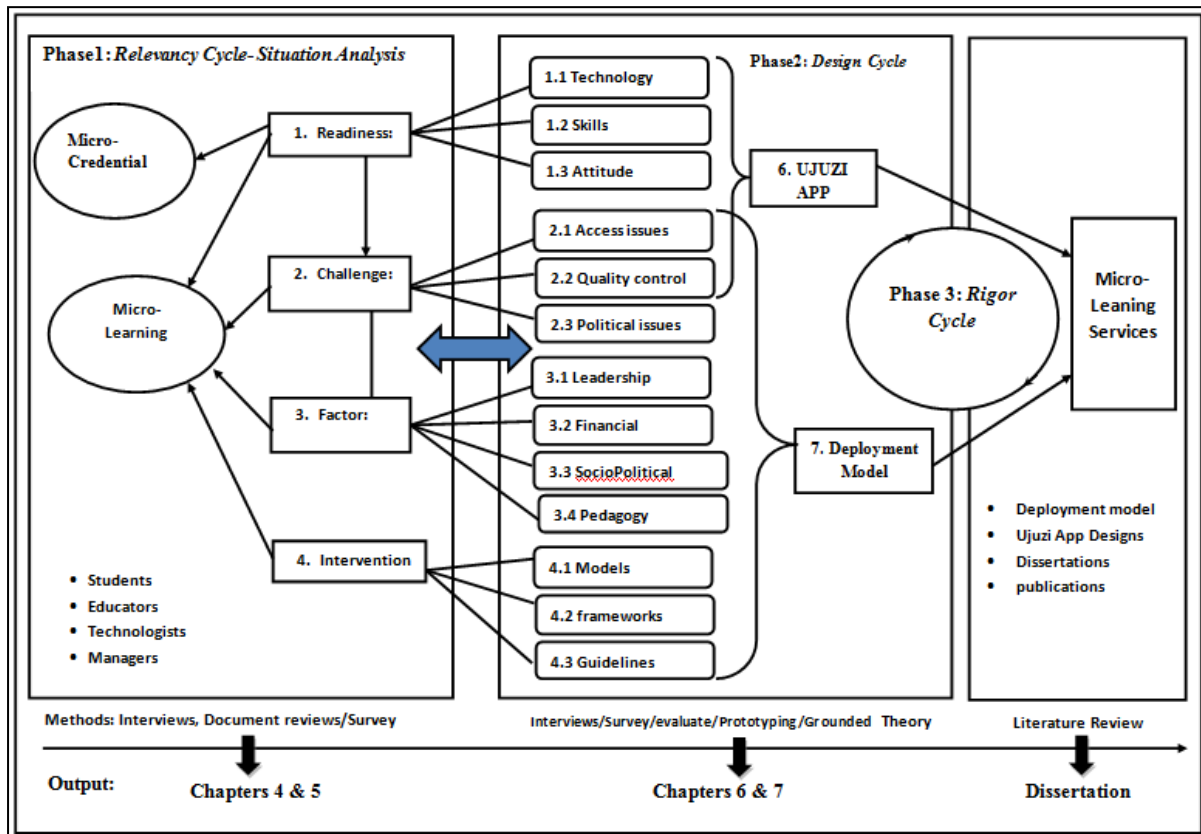 Phase1: Relevancy Cycle- Situation Analysis
Micro-
Credential
1. Readiness:
Micro-
Learning
2. Challenge:
3. Factor:
4. Intervention
• Students
• Educators
• Technologists
• Managers
Phase2: Design Cycle
1.1 Technology
1.2 Skills
1.3 Attitude
2.1 Access issues
2.2 Quality control
2.3 Political issues
3.1 Leadership
3.2 Financial
3.3 SocioPolitical
3.4 Pedagogy
4.1 Models
4.2 frameworks
4.3 Guidelines
6. UJUZI
APP
7. Deployment
Model
Phase 3: Rigor
Cycle
Micro-
Leaning
Services
• Deployment model
• Ujuzi App Designs
• Dissertations
• publications
Methods: Interviews, Document reviews/Survey
Interviews/Survey/evaluate/Prototyping/Grounded Theory
Literature Review
Output:
Chapters 4 & 5
Chapters 6 & 7
Dissertation